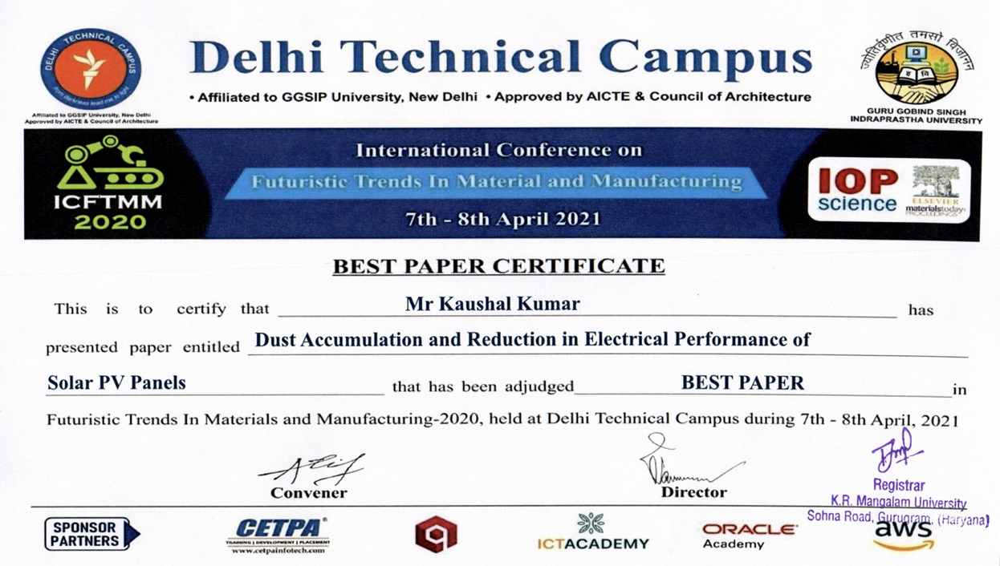 DELHI TECHNICAL CAMPUS
from darkness lead me to light
Affiliated to GGSIP University, New Delhi
Approved by AICTE & Council of Architecture
Delhi Technical Campus
• Affiliated to GGSIP University, New Delhi • Approved by AICTE & Council of Architecture
ज्योतिर्वृणीत तमसो विजानन
इ वि
GURU GOBIND SINGH
INDRAPRASTHA UNIVERSITY
ICFTMM
2020
International Conference on
Futuristic Trends In Material and Manufacturing
7th - 8th April 2021
IOP
science
ELSEVIER
materialstoday:
PROCEEDINGS
BEST PAPER CERTIFICATE
This is to certify that Mr Kaushal Kumar has
presented paper entitled Dust Accumulation and Reduction in Electrical Performance of
Solar PV Panels that has been adjudged BEST PAPER in
Futuristic Trends In Materials and Manufacturing-2020, held at Delhi Technical Campus during 7th - 8th April, 2021
Convener
Director
Registrar
K.R. Mangalam University
Sohna Road, Gurugram, (Haryana)
SPONSOR
PARTNERS
CETPA®
TRAINING | DEVELOPMENT | PLACEMENT
www.cetpainfotech.com
ICTACADEMY
ORACLE
Academy
aws